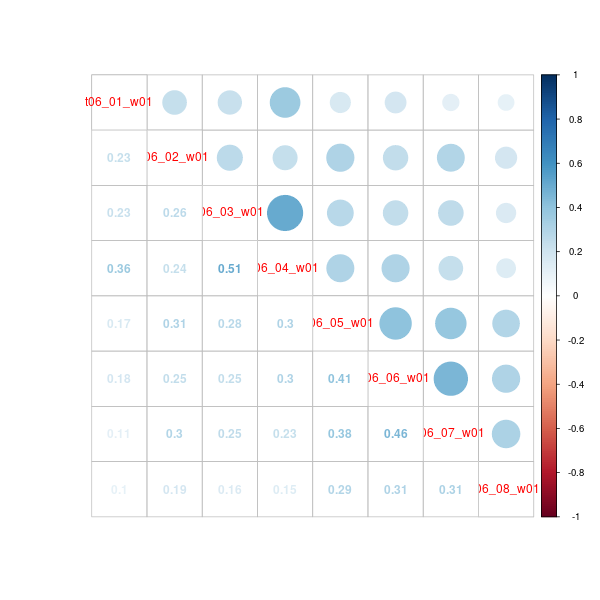 t06_01_w01
0.23 06_02_w01
0.23 0.26 06_03_w01
0.36 0.24 0.51 06_04_w01
0.17 0.31 0.28 0.3 06_05_w01
0.18 0.25 0.25 0.3 0.41 06_06_w01
0.11 0.3 0.25 0.23 0.38 0.46 06_07_w01
0.1 0.19 0.16 0.15 0.29 0.31 0.31 06_08_w01
1
0.8
0.6
0.4
0.2
0
-0.2
-0.4
-0.6
-0.8
-1